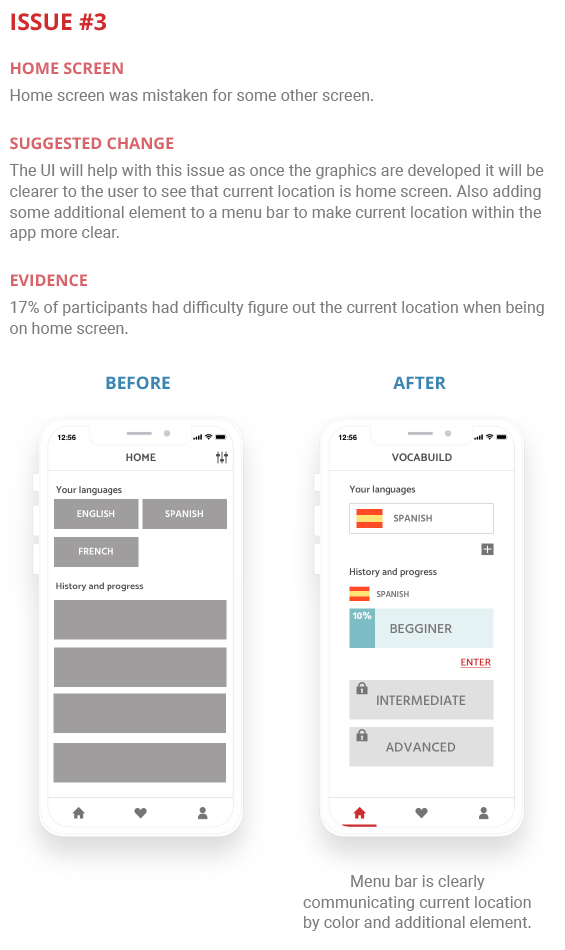 ISSUE #3
HOME SCREEN
Home screen was mistaken for some other screen.
SUGGESTED CHANGE
The UI will help with this issue as once the graphics are developed it will be
clearer to the user to see that current location is home screen. Also adding
some additional element to a menu bar to make current location within the
app more clear.
EVIDENCE
17% of participants had difficulty figure out the current location when being
on home screen.
BEFORE
12:56
HOME
Your languages
ENGLISH
SPANISH
FRENCH
History and progress
AFTER
12:56
VOCABUILD
Your languages
SPANISH
History and progress
SPANISH
10%
BEGGINER
ENTER
INTERMEDIATE
ADVANCED
Menu bar is clearly
communicating current location
by color and additional element.